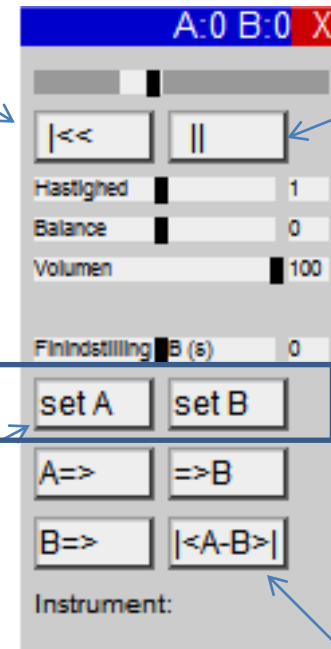 A:0 B:0 X
|<< ||
Hastighed 1
Balance 0
Volumen 100
Finindstilling B (s) 0
set A set B
A=> =>B
B=> |<A-B>|
Instrument: